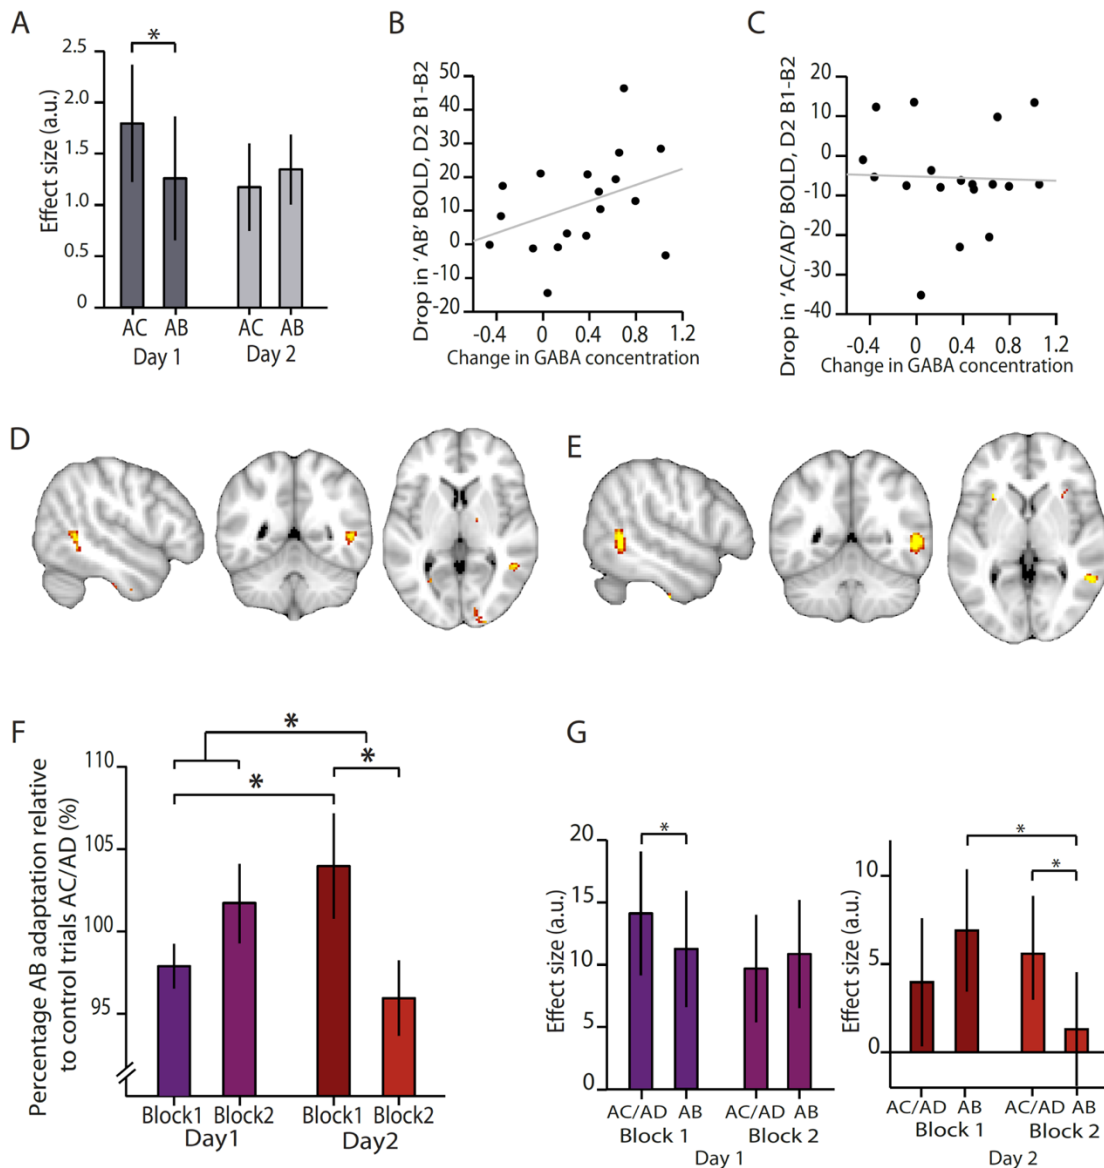 A
*
Effect size (a.u.)
2.5
2.0
1.5
1.0
0.5
0
AC AB AC AB
Day 1 Day 2
B
Drop in 'AB' BOLD, D2 B1-B2
50
40
30
20
10
0
-10
-20
-0.4 0 0.4 0.8 1.2
Change in GABA concentration
C
Drop in 'AC/AD' BOLD, D2 B1-B2
20
10
0
-10
-20
-30
-40
-0.4 0 0.4 0.8 1.2
Change in GABA concentration
D
E
F
Percentage AB adaptation relative
to control trials AC/AD (%)
110
105
100
95
*
*
*
Block1 Block2 Block1 Block2
Day1 Day2
G
Effect size (a.u.)
20
15
10
5
0
*
AC/AD AB AC/AD AB
Block 1 Block 2
Day 1
Effect size (a.u.)
10
5
0
*
*
AC/AD AB AC/AD AB
Block 1 Block 2
Day 2